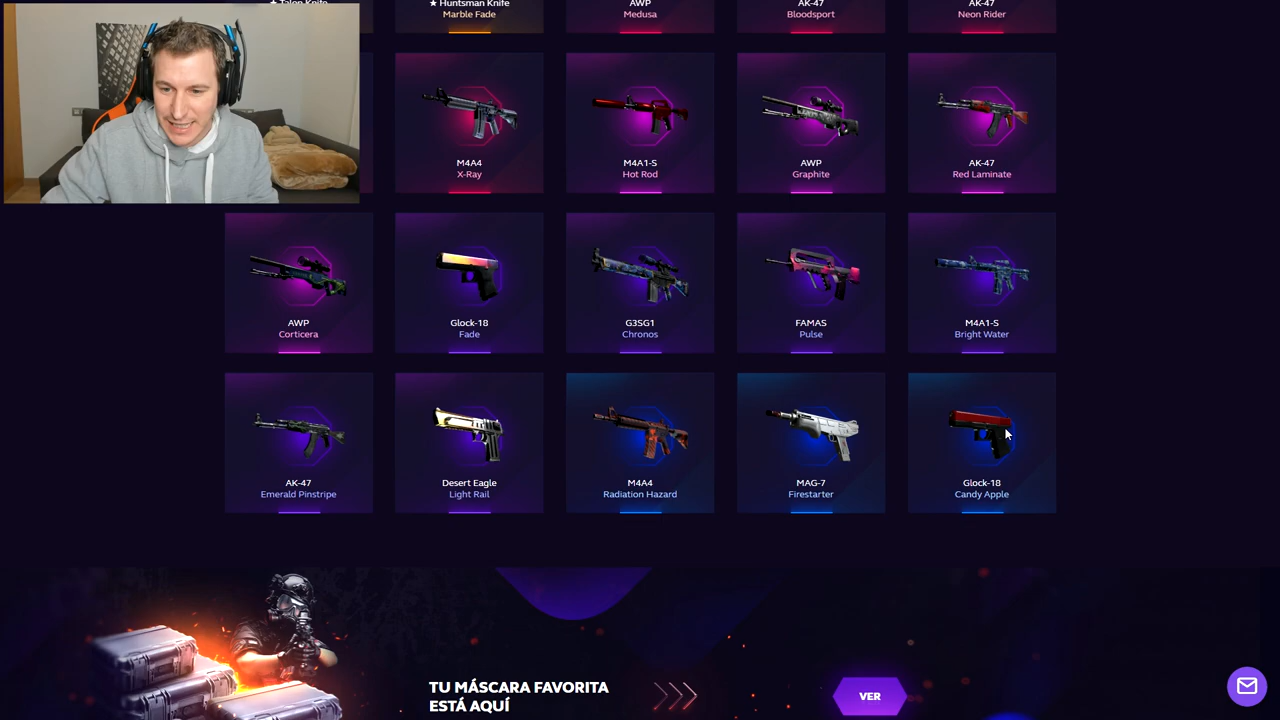 ★ Talon Knife
★ Huntsman Knife
Marble Fade
AWP
Medusa
AK-47
Bloodsport
AK-47
Neon Rider
M4A4
X-Ray
M4A1-S
Hot Rod
AWP
Graphite
AK-47
Red Laminate
AWP
Corticera
Glock-18
Fade
G3SG1
Chronos
FAMAS
Pulse
M4A1-S
Bright Water
AK-47
Emerald Pinstripe
Desert Eagle
Light Rail
M4A4
Radiation Hazard
MAG-7
Firestarter
Glock-18
Candy Apple
TU MÁSCARA FAVORITA
ESTÁ AQUÍ
VER